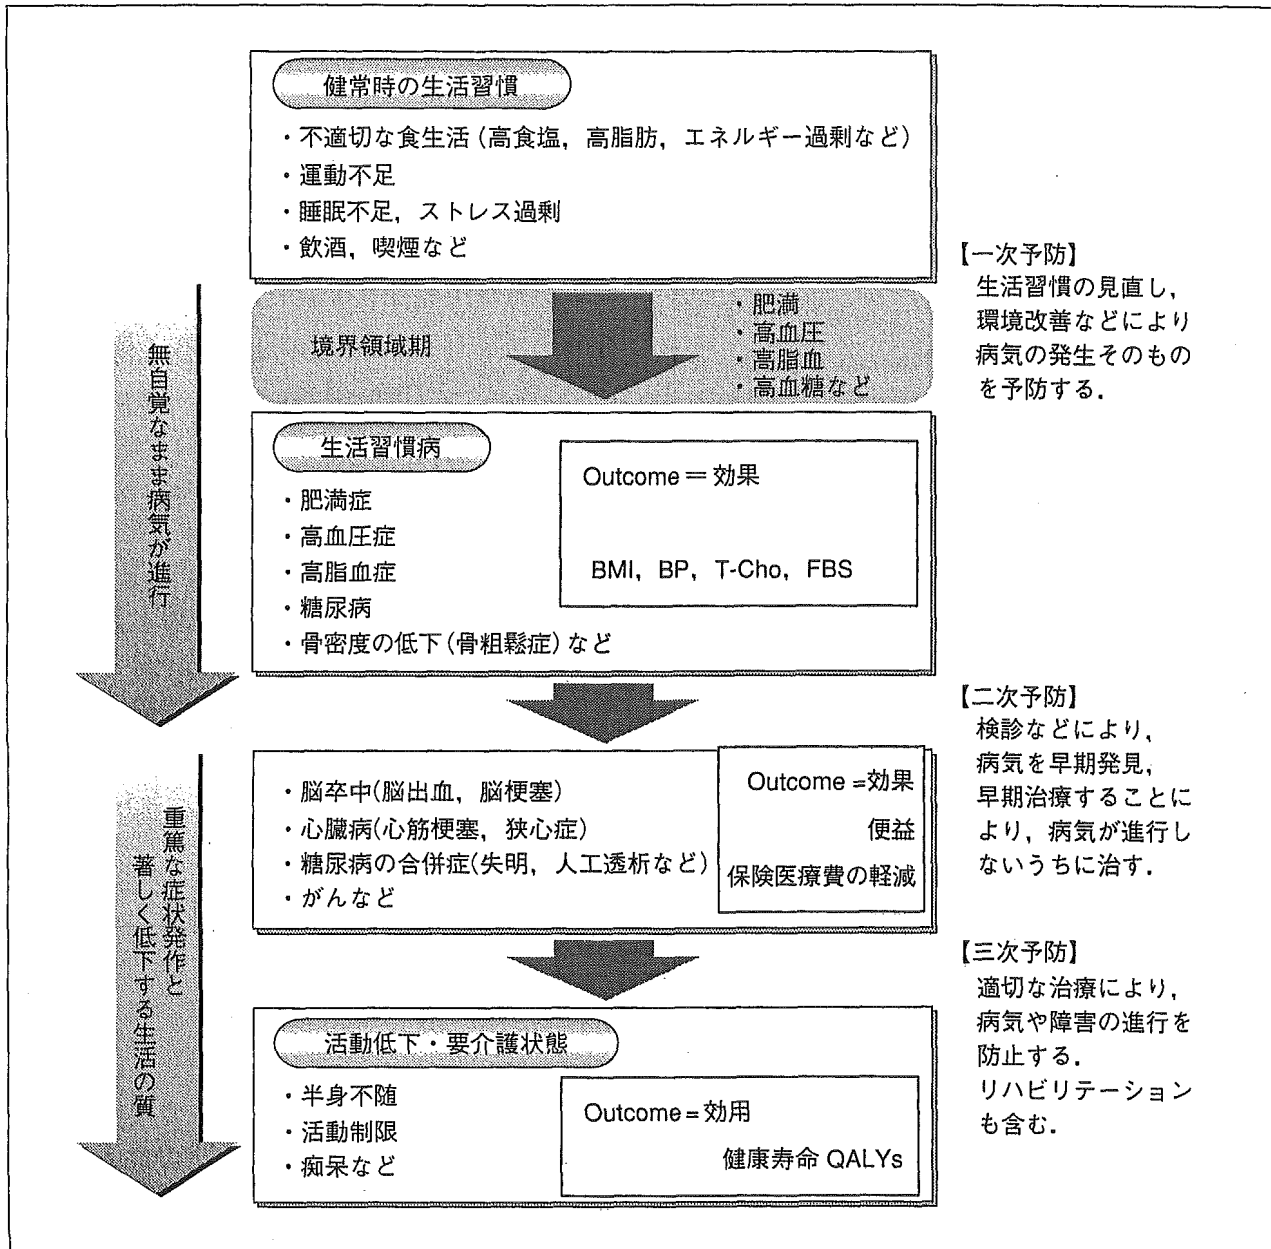 健常時の生活習慣
・不適切な食生活(高食塩，高脂肪，エネルギー過剰など)
・運動不足
・睡眠不足，ストレス過剰
・飲酒，喫煙など
境界領域期
・肥満
・高血圧
・高脂血
・高血糖など
【一次予防】
生活習慣の見直し，
環境改善などにより
病気の発生そのもの
を予防する．
無自覚なまま病気が進行
生活習慣病
・肥満症
・高血圧症
・高脂血症
・糖尿病
・骨密度の低下(骨粗鬆症)など
Outcome＝効果
BMI，BP，T-Cho，FBS
【二次予防】
検診などにより，
病気を早期発見，
早期治療することに
より，病気が進行し
ないうちに治す．
・脳卒中(脳出血，脳梗塞)
・心臓病(心筋梗塞，狭心症)
・糖尿病の合併症(失明，人工透析など)
・がんなど
Outcome=効果
便益
保険医療費の軽減
重篤な症状発作と
著しく低下する生活の質
【三次予防】
適切な治療により，
病気や障害の進行を
防止する．
リハビリテーション
も含む．
活動低下・要介護状態
・半身不随
・活動制限
・痴呆など
Outcome=効用
健康寿命 QALYs